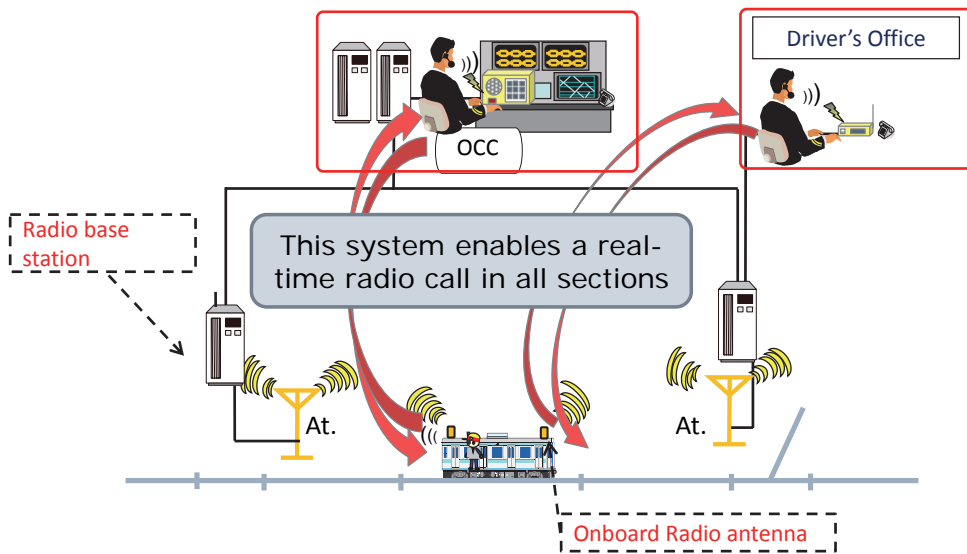 Driver's Office
OCC
Radio base
station
This system enables a real-
time radio call in all sections
At.
At.
Onboard Radio antenna